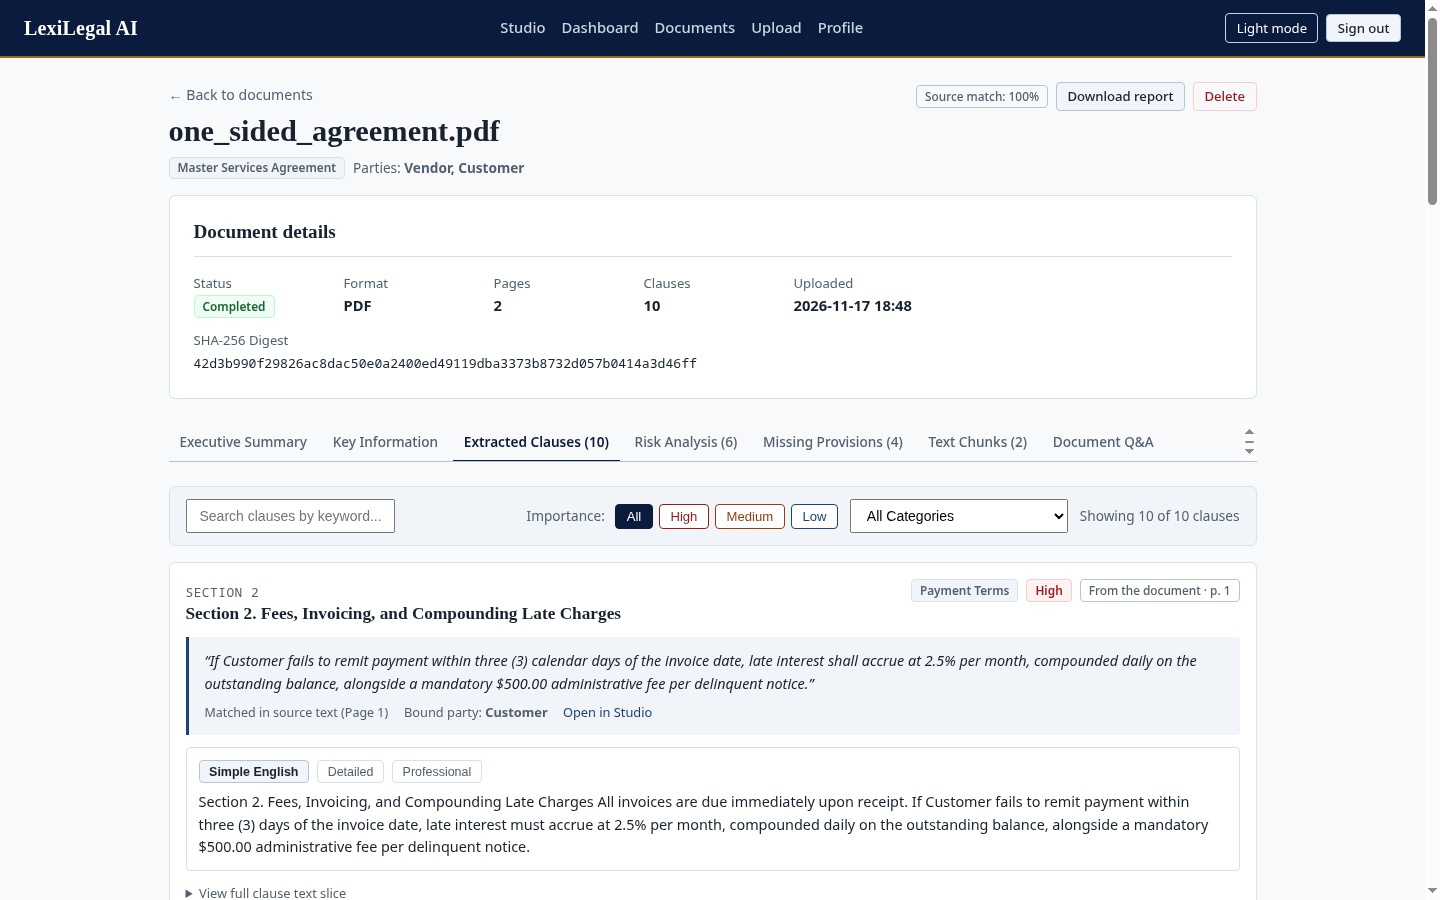 LexiLegal AI
Studio Dashboard Documents Upload Profile
Light mode
Sign out
← Back to documents
Source match: 100%
Download report
Delete
one_sided_agreement.pdf
Master Services Agreement
Parties: Vendor, Customer
Document details
Status Format Pages Clauses Uploaded
Completed PDF 2 10 2026-11-17 18:48
SHA-256 Digest
42d3b990f29826ac8dac50e0a2400ed49119dba3373b8732d057b0414a3d46ff
Executive Summary Key Information Extracted Clauses (10) Risk Analysis (6) Missing Provisions (4) Text Chunks (2) Document Q&A
Search clauses by keyword...
Importance: All High Medium Low
All Categories
Showing 10 of 10 clauses
SECTION 2
Payment Terms High From the document · p. 1
Section 2. Fees, Invoicing, and Compounding Late Charges
“If Customer fails to remit payment within three (3) calendar days of the invoice date, late interest shall accrue at 2.5% per month, compounded daily on the
outstanding balance, alongside a mandatory $500.00 administrative fee per delinquent notice.”
Matched in source text (Page 1) Bound party: Customer Open in Studio
Simple English Detailed Professional
Section 2. Fees, Invoicing, and Compounding Late Charges All invoices are due immediately upon receipt. If Customer fails to remit payment within
three (3) days of the invoice date, late interest must accrue at 2.5% per month, compounded daily on the outstanding balance, alongside a mandatory
$500.00 administrative fee per delinquent notice.
View full clause text slice